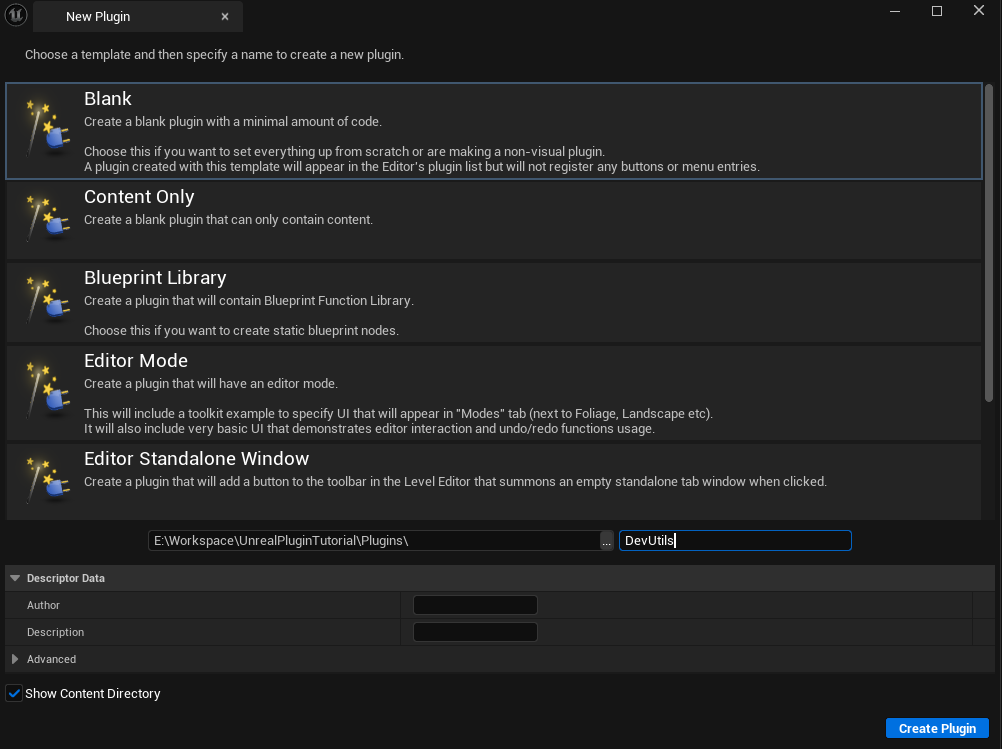 New Plugin
Choose a template and then specify a name to create a new plugin.
Blank
Create a blank plugin with a minimal amount of code.
Choose this if you want to set everything up from scratch or are making a non-visual plugin.
A plugin created with this template will appear in the Editor's plugin list but will not register any buttons or menu entries.
Content Only
Create a blank plugin that can only contain content.
Blueprint Library
Create a plugin that will contain Blueprint Function Library.
Choose this if you want to create static blueprint nodes.
Editor Mode
Create a plugin that will have an editor mode.
This will include a toolkit example to specify UI that will appear in "Modes" tab (next to Foliage, Landscape etc).
It will also include very basic UI that demonstrates editor interaction and undo/redo functions usage.
Editor Standalone Window
Create a plugin that will add a button to the toolbar in the Level Editor that summons an empty standalone tab window when clicked.
E:\Workspace\UnrealPluginTutorial\Plugins\ ... DevUtils
Descriptor Data
Author
Description
Advanced
Show Content Directory
Create Plugin